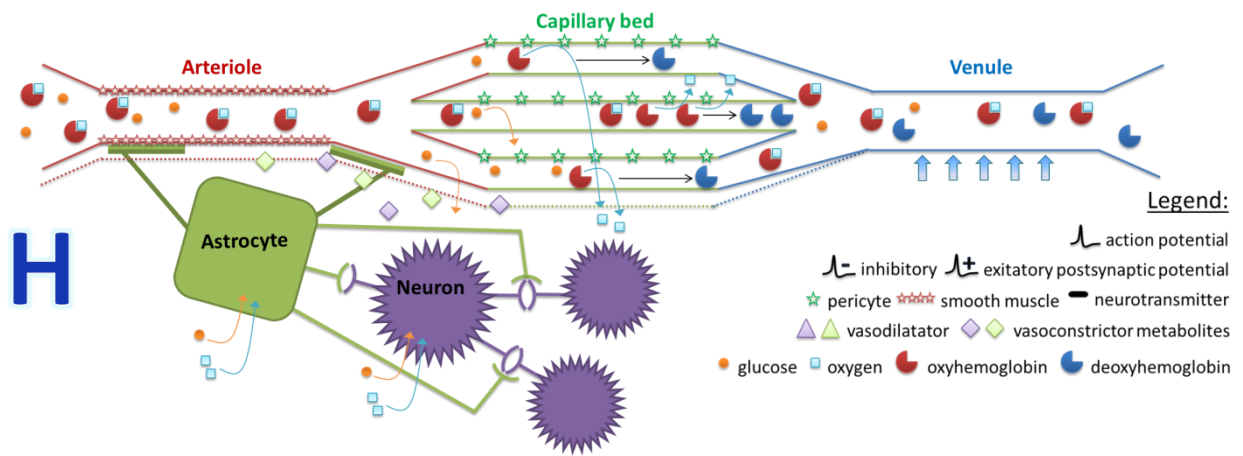 Capillary bed
Arteriole
Venule
H
Astrocyte
Neuron
Legend:
action potential
- inhibitory + exitatory postsynaptic potential
pericyte smooth muscle neurotransmitter
vasodilatator vasoconstrictor metabolites
glucose oxygen oxyhemoglobin deoxyhemoglobin